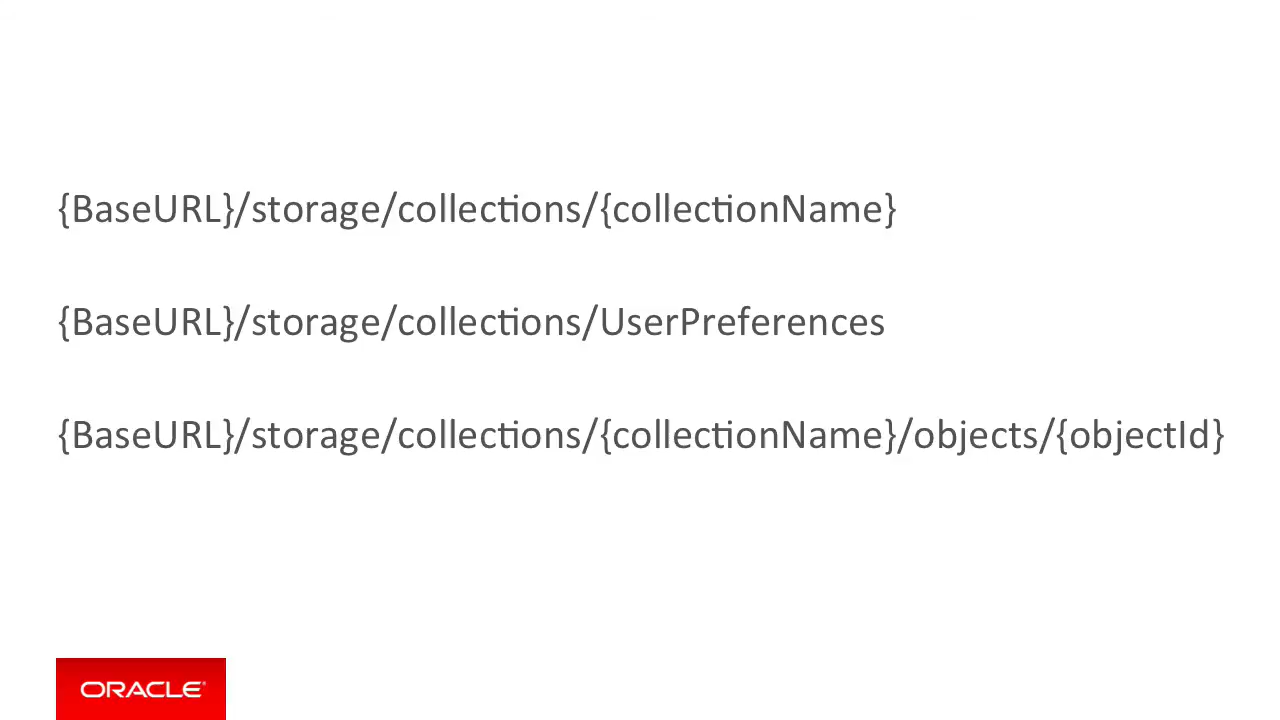 {BaseURL}/storage/collections/{collectionName}
{BaseURL}/storage/collections/UserPreferences
{BaseURL}/storage/collections/{collectionName}/objects/{objectId}
ORACLE®